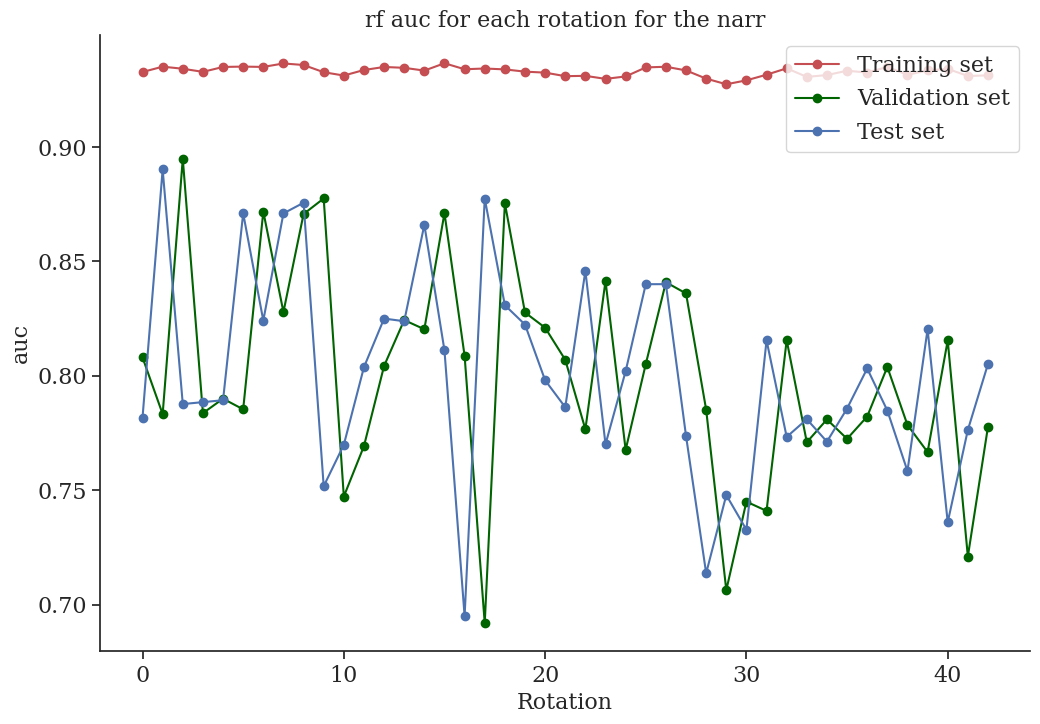 rf auc for each rotation for the narr
Training set
Validation set
Test set
0.90
0.85
0.80
0.75
0.70
auc
0 10 20 30 40
Rotation